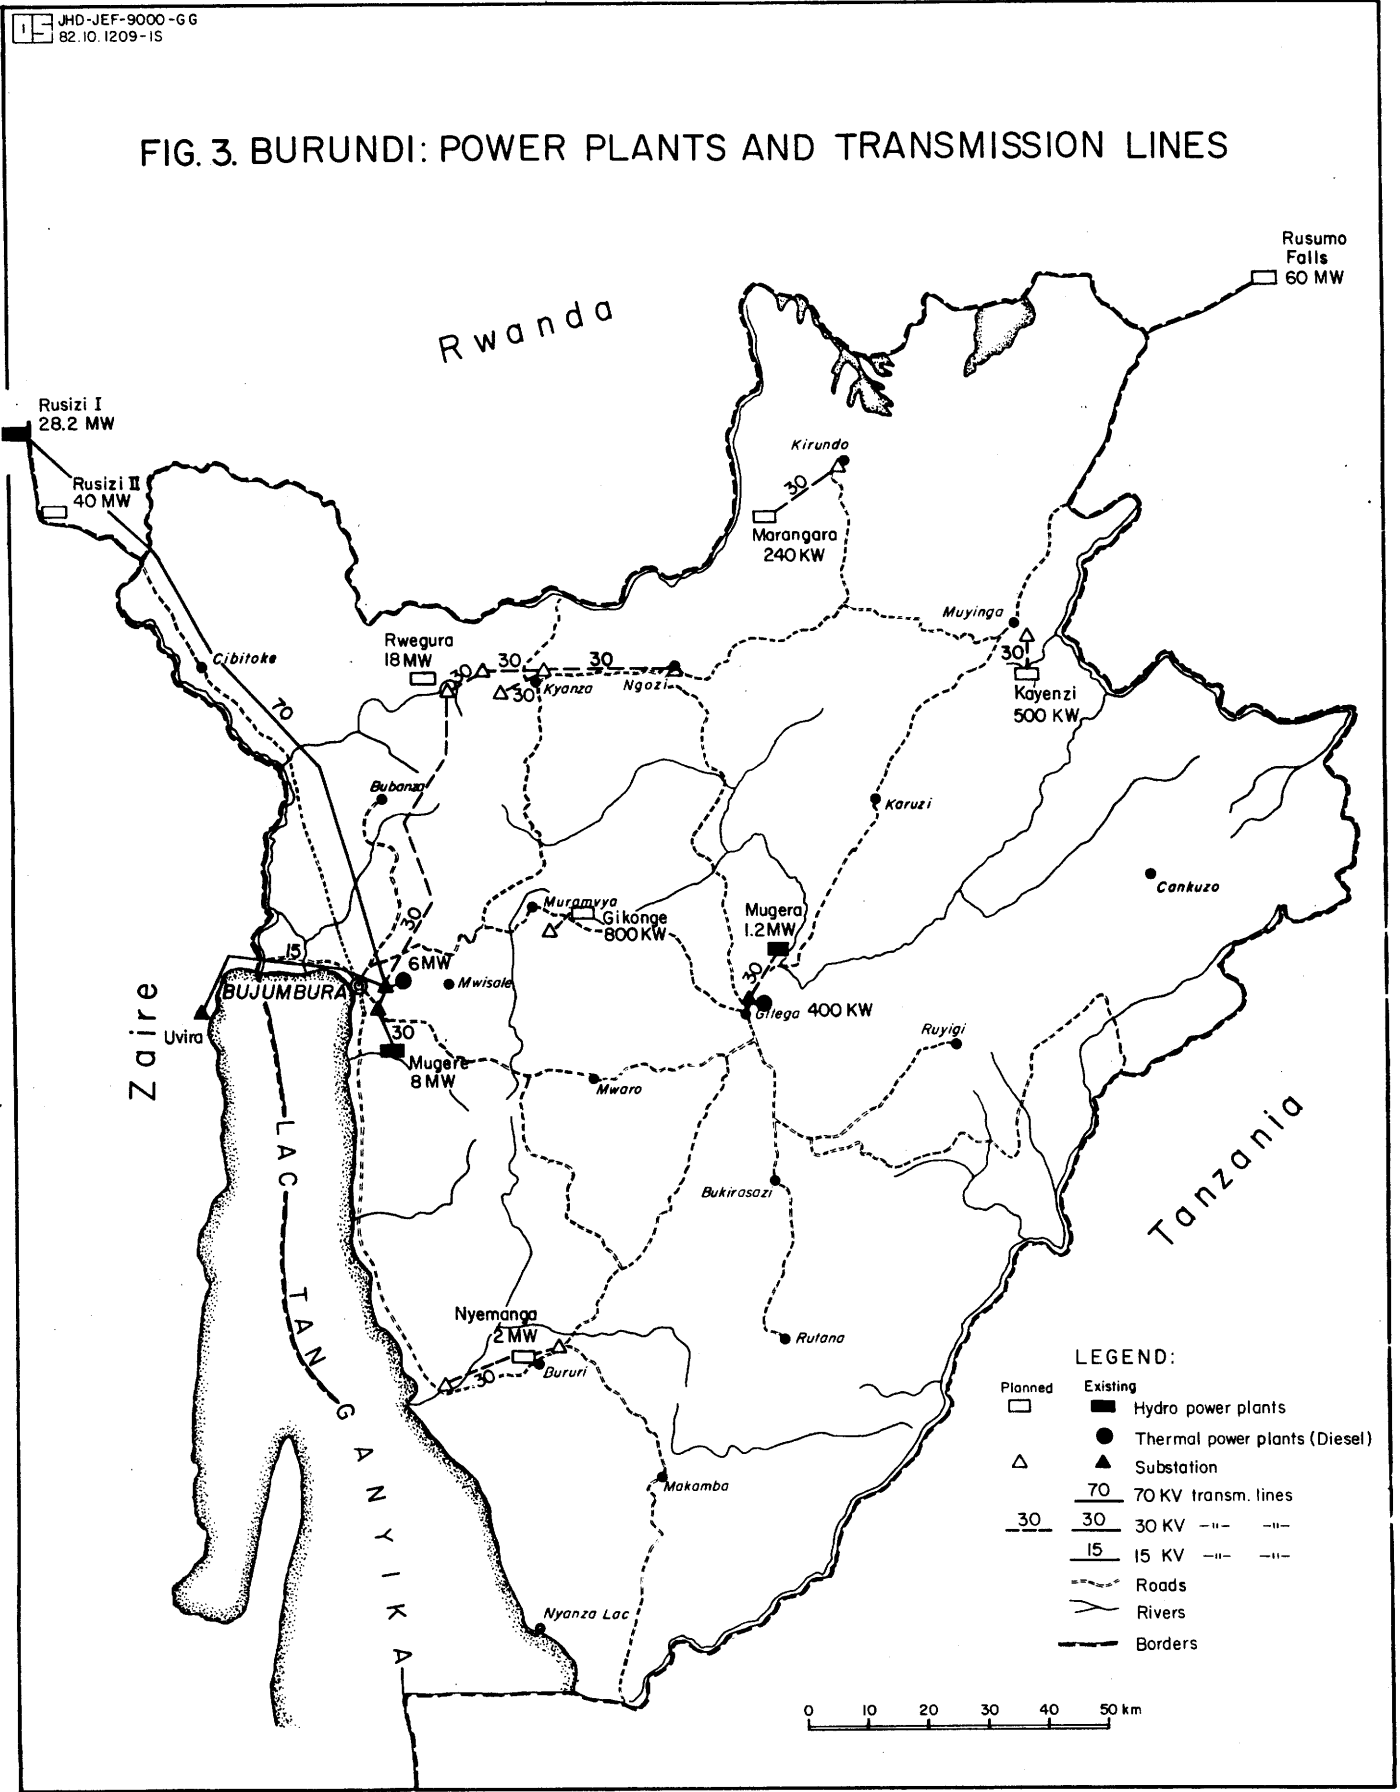 JHD-JEF-9000-GG
82.10.1209-1S
FIG. 3. BURUNDI: POWER PLANTS AND TRANSMISSION LINES
Rusumo
Falls
60 MW
Rwanda
Rusizi I
28.2 MW
Rusizi II
40 MW
Kirundo
30
Marangara
240 KW
Muyinga
30
Kayenzi
500 KW
Cibitoke
70
Rwegura
18 MW
30
30
30
30
Kyanza
Ngozi
Bubanza
Karuzi
Cankuzo
30
Muramvya
Gikonge
800 KW
Mugera
1.2 MW
30
15
6 MW
Mwisale
BUJUMBURA
Gitega
400 KW
Zaire
Uvira
30
Mugere
8 MW
Ruyigi
Mwaro
Tanzania
LAC TANGANYIKA
Bukirasazi
Nyemanga
2 MW
30
Bururi
Rutana
Makamba
Nyanza Lac
LEGEND:
Planned Existing
Hydro power plants
Thermal power plants (Diesel)
Substation
70 70 KV transm. lines
30 30 30 KV -"- -"-
15 15 KV -"- -"-
Roads
Rivers
Borders
0 10 20 30 40 50 km